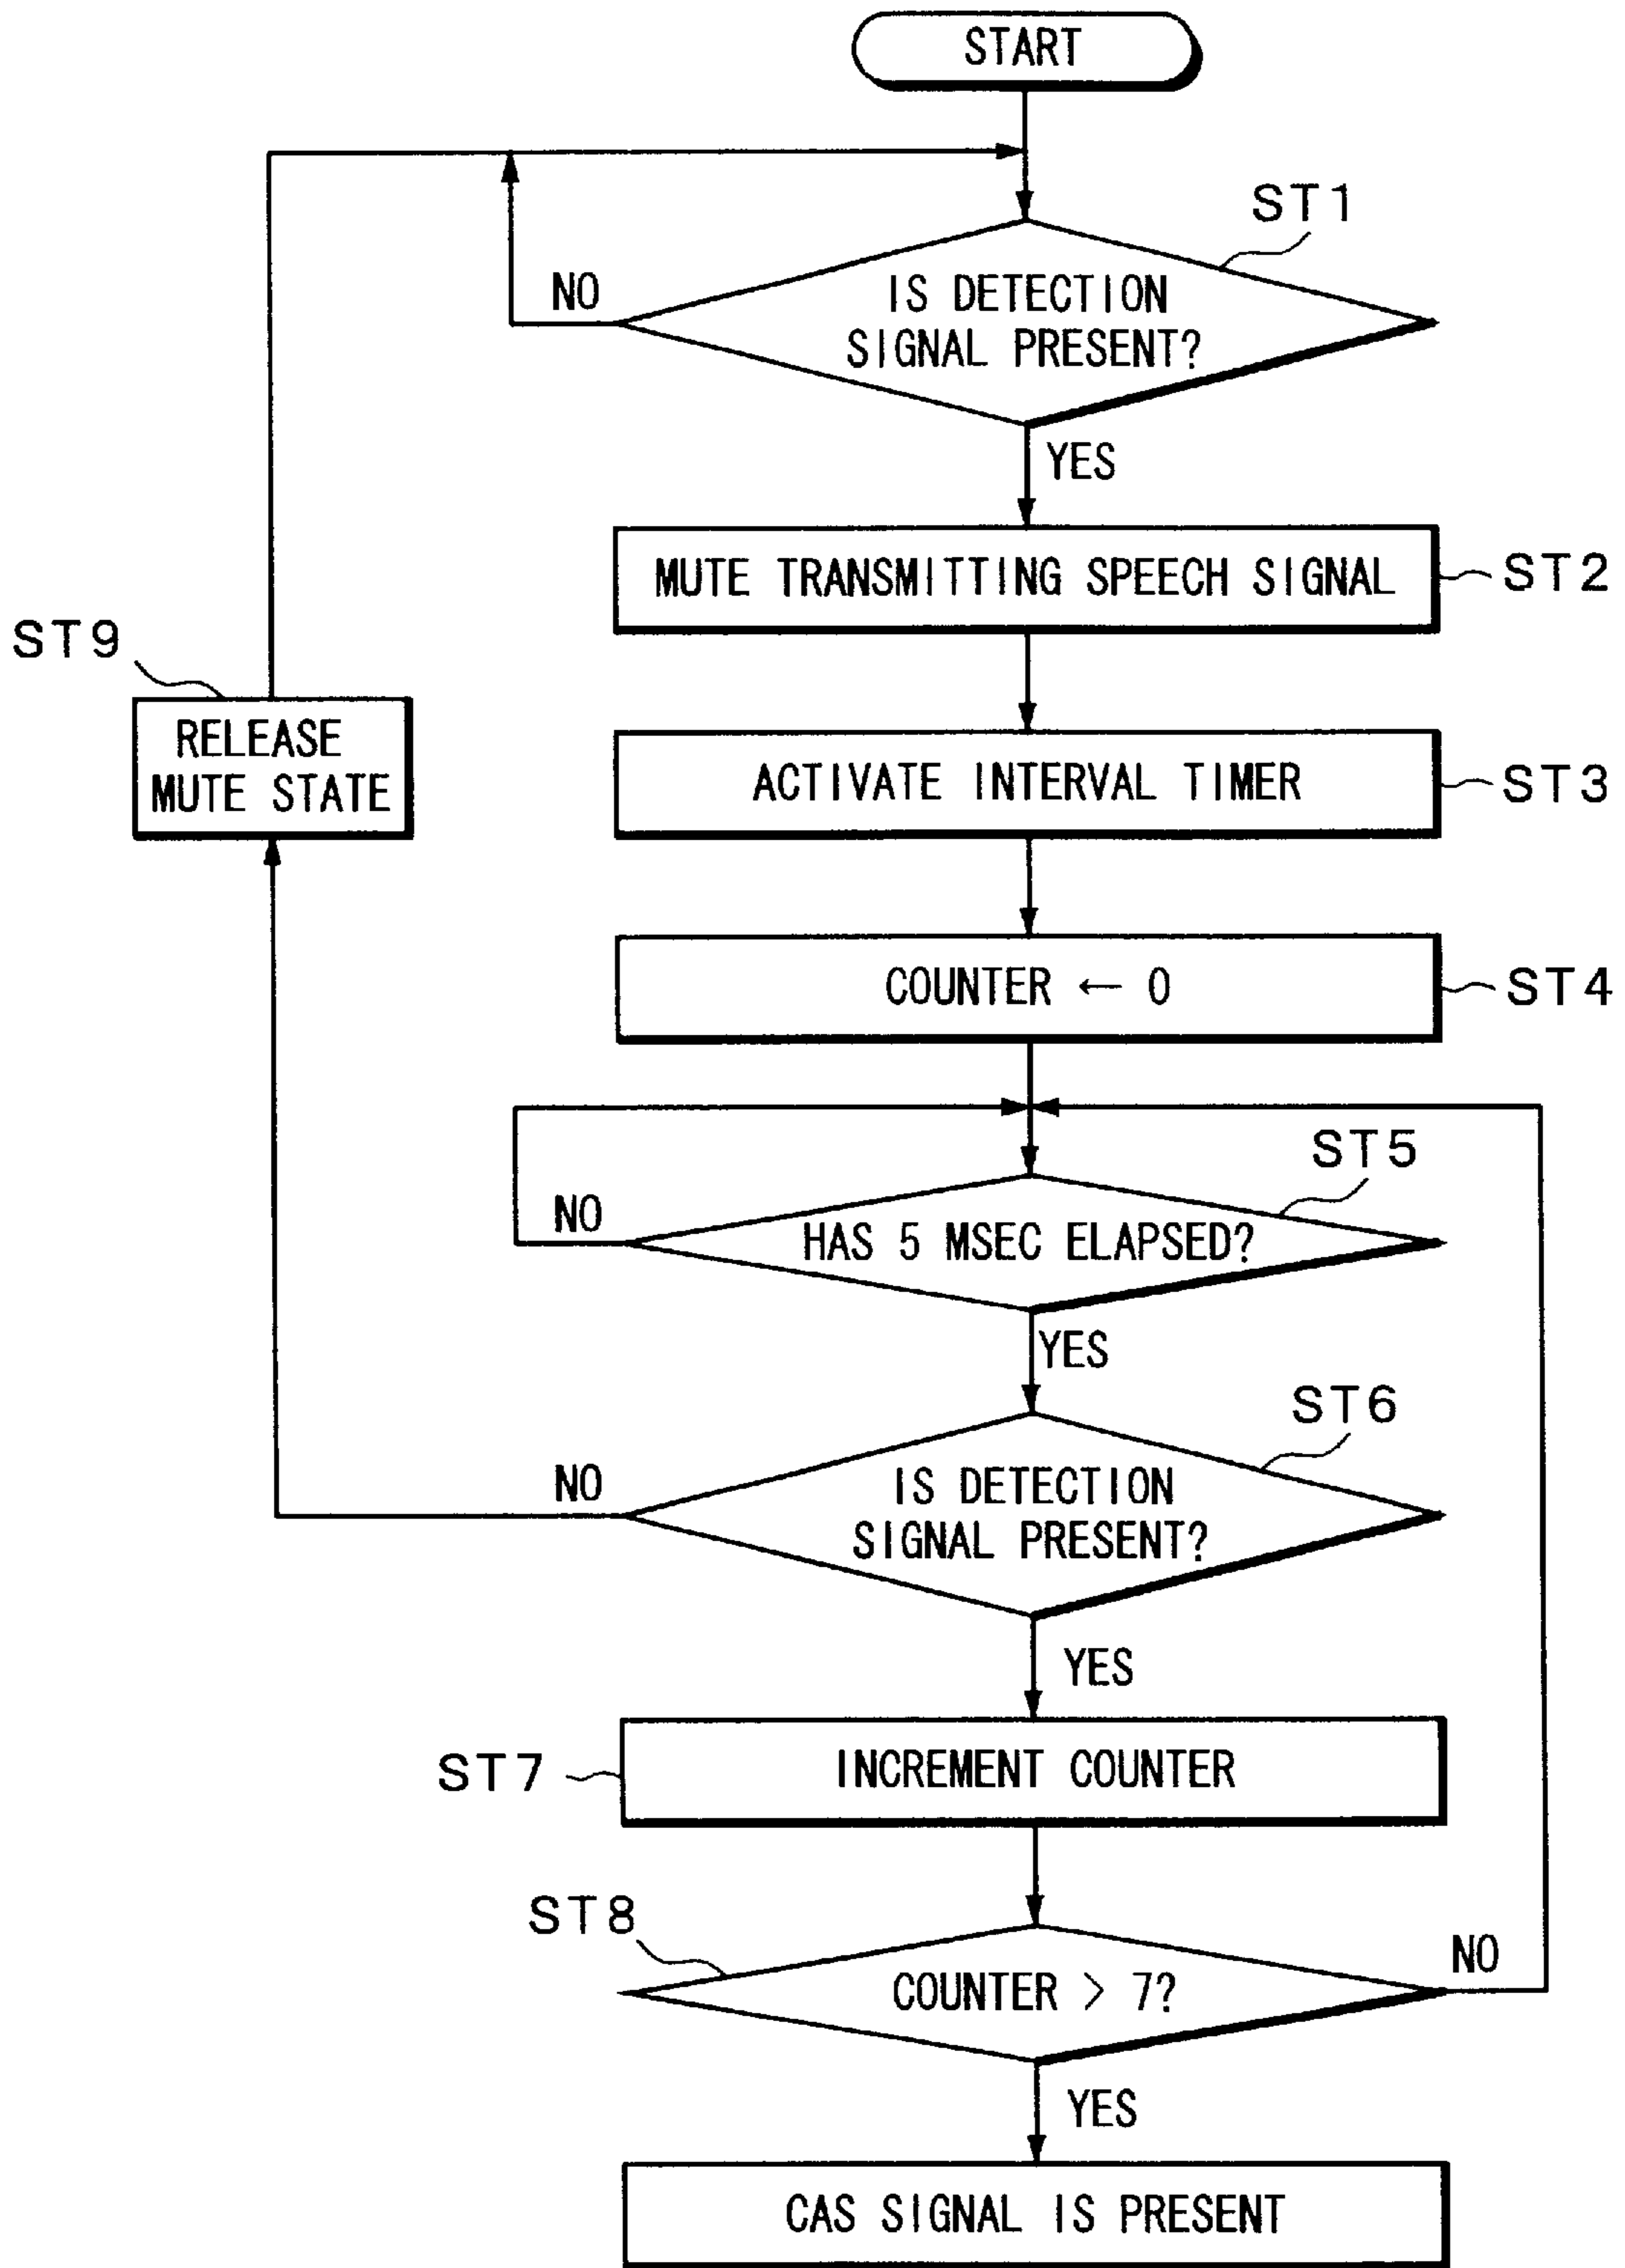 START
ST1
NO
IS DETECTION
SIGNAL PRESENT?
YES
MUTE TRANSMITTING SPEECH SIGNAL
ST2
ST9
RELEASE
MUTE STATE
ACTIVATE INTERVAL TIMER
ST3
COUNTER ← 0
ST4
ST5
NO
HAS 5 MSEC ELAPSED?
YES
ST6
NO
IS DETECTION
SIGNAL PRESENT?
YES
ST7
INCREMENT COUNTER
ST8
COUNTER > 7?
NO
YES
CAS SIGNAL IS PRESENT